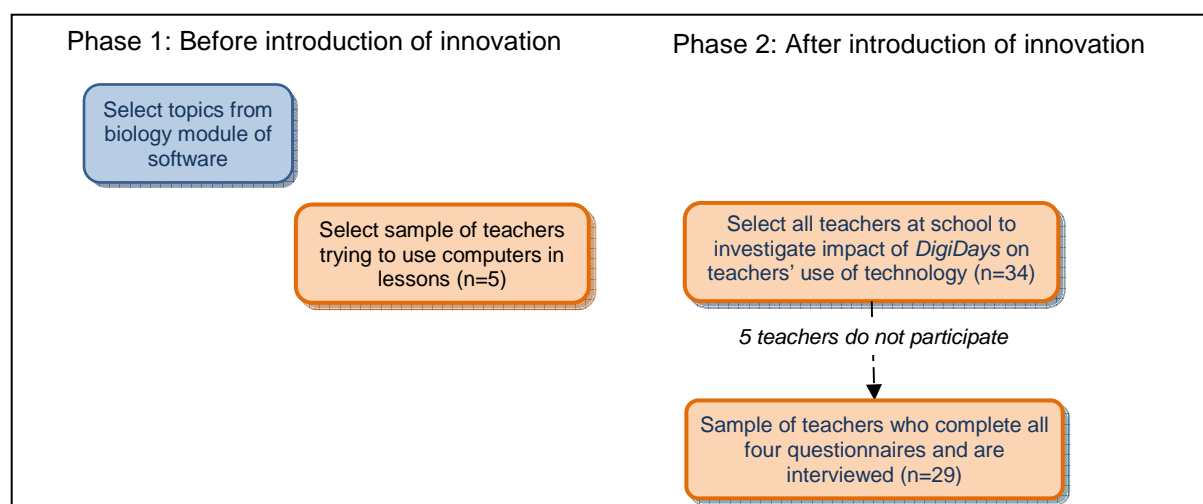 Phase 1: Before introduction of innovation
Phase 2: After introduction of innovation
Select topics from
biology module of
software
Select sample of teachers
trying to use computers in
lessons (n=5)
Select all teachers at school to
investigate impact of DigiDays on
teachers’ use of technology (n=34)
5 teachers do not participate
Sample of teachers who complete all
four questionnaires and are
interviewed (n=29)